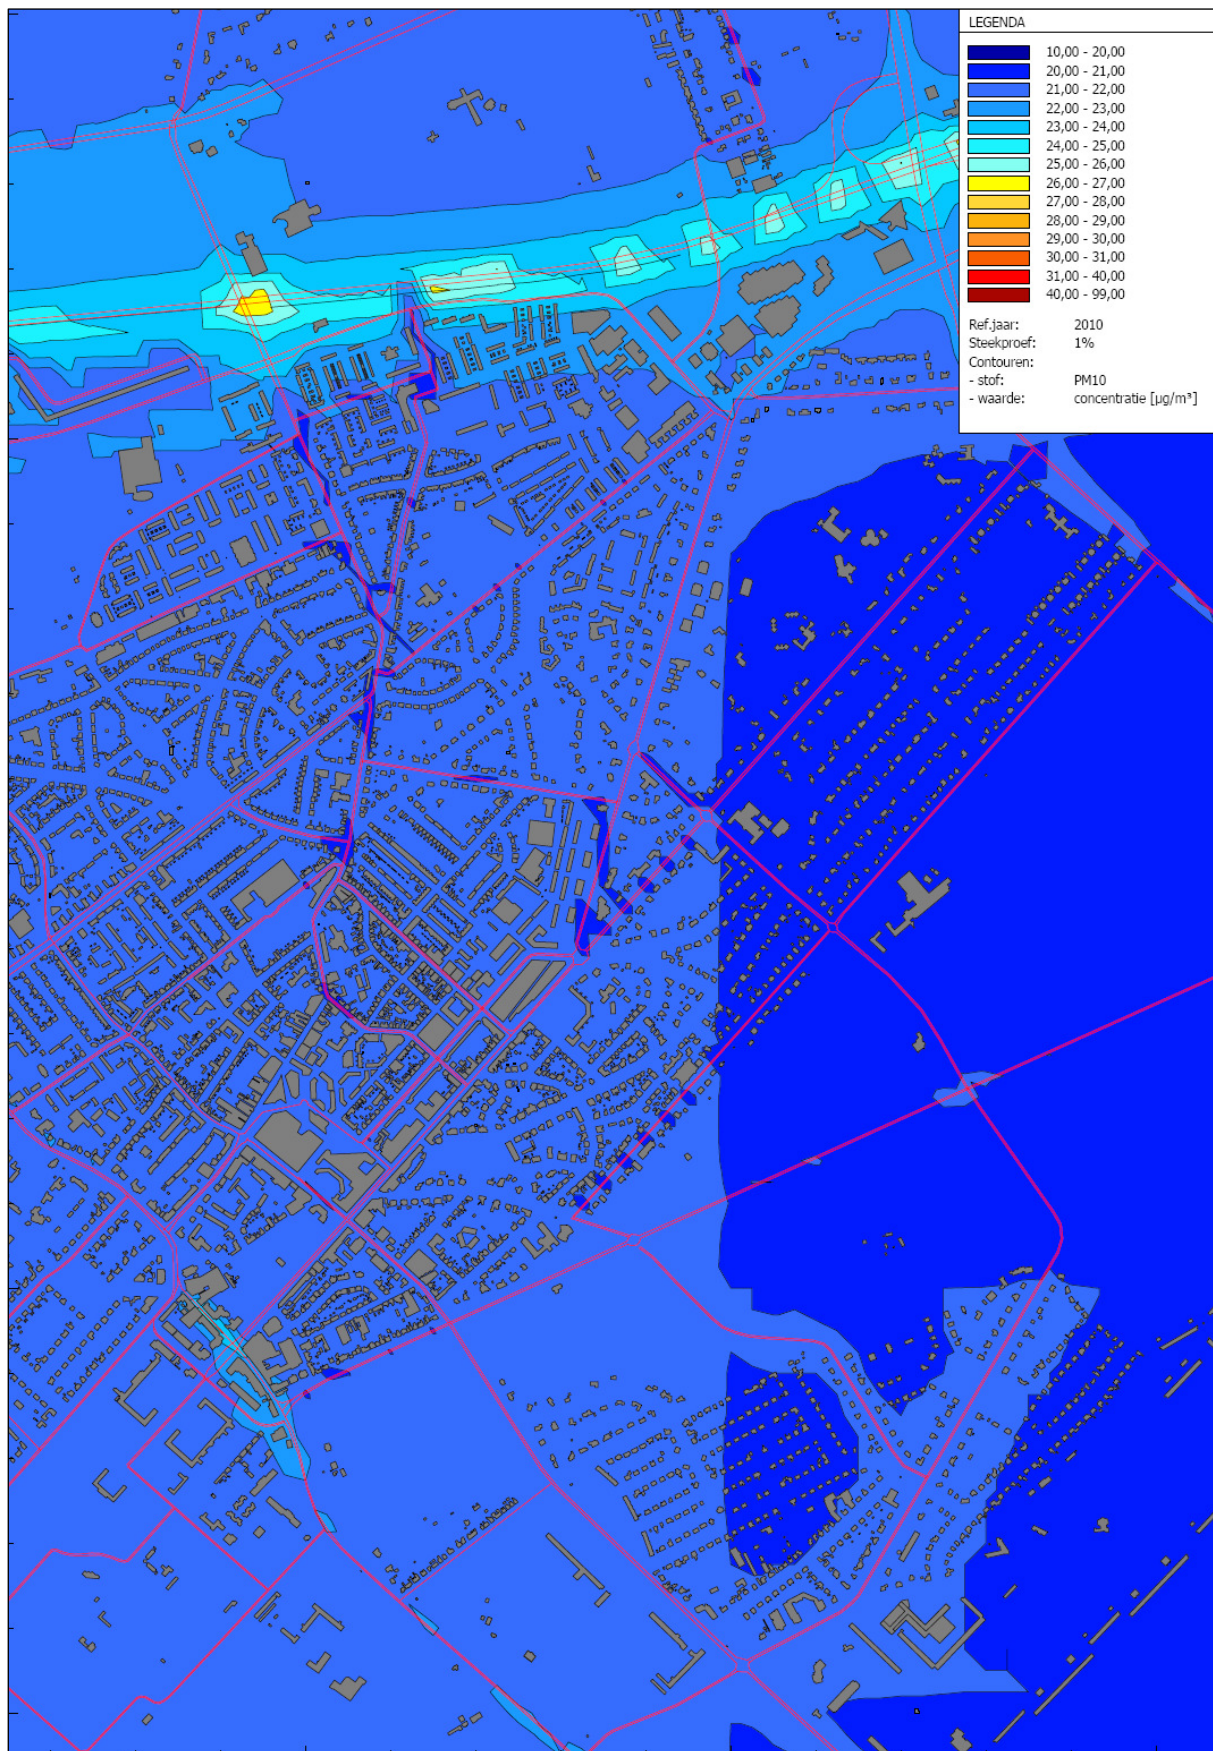 LEGENDA
10,00 - 20,00
20,00 - 21,00
21,00 - 22,00
22,00 - 23,00
23,00 - 24,00
24,00 - 25,00
25,00 - 26,00
26,00 - 27,00
27,00 - 28,00
28,00 - 29,00
29,00 - 30,00
30,00 - 31,00
31,00 - 40,00
40,00 - 99,00
Ref.jaar: 2010
Steekproef: 1%
Contouren:
- stof: PM10
- waarde: concentratie [µg/m³]